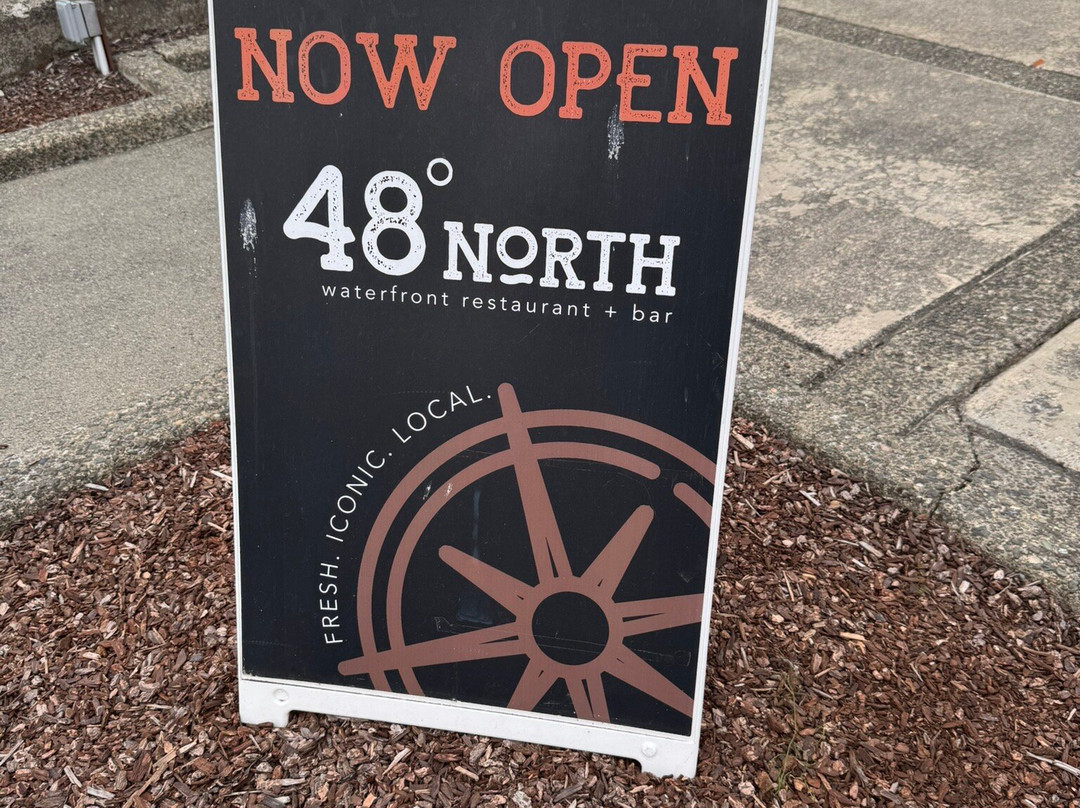 NOW OPEN
48° NORTH
waterfront restaurant + bar
FRESH. ICONIC. LOCAL.